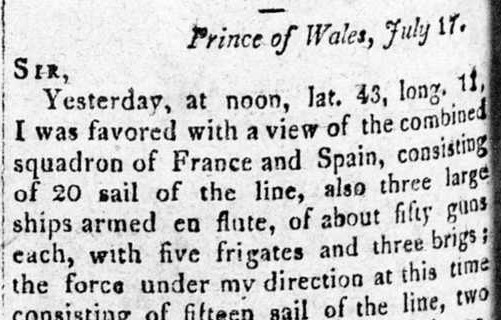 Prince of Wales, July 17.
SIR,
Yesterday, at noon, lat. 43, long. 11,
I was favored with a view of the combined
squadron of France and Spain, consisting
of 20 sail of the line, also three large
ships armed en flute, of about fifty guns
each, with five frigates and three brigs;
the force under my direction at this time
consisting of fifteen sail of the line, two